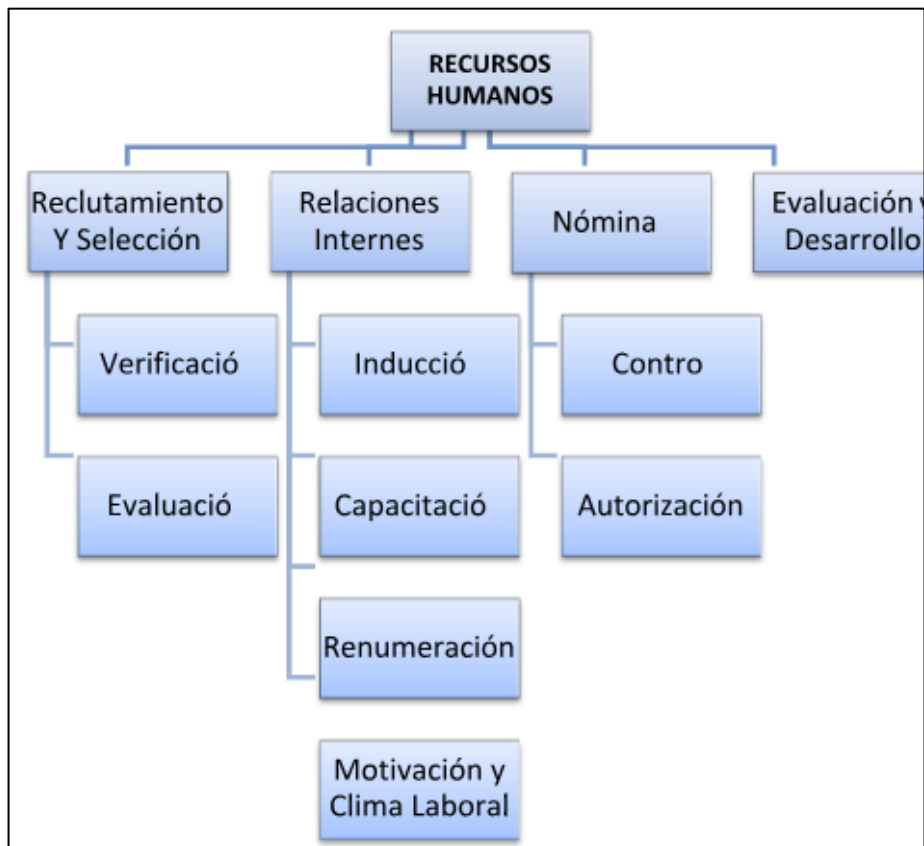 RECURSOS
HUMANOS
Reclutamiento
Y Selección
Relaciones
Internes
Nómina
Evaluación y
Desarrollo
Verificació
Inducció
Contro
Evaluació
Capacitació
Autorización
Renumeración
Motivación y
Clima Laboral